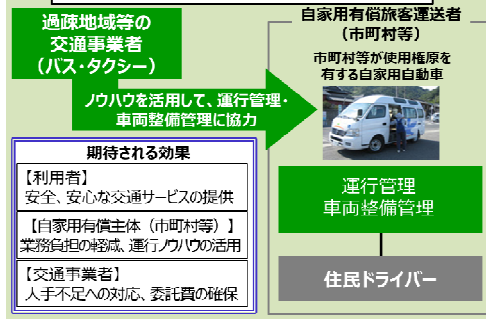 過疎地域等の
交通事業者
（バス・タクシー）
ノウハウを活用して、運行管理・
車両整備管理に協力
期待される効果
【利用者】
安全、安心な交通サービスの提供
【自家用有償主体（市町村等）】
業務負担の軽減、運行ノウハウの活用
【交通事業者】
人手不足への対応、委託費の確保
自家用有償旅客運送者
（市町村等）
市町村等が使用権原を
有する自家用自動車
運行管理
車両整備管理
住民ドライバー